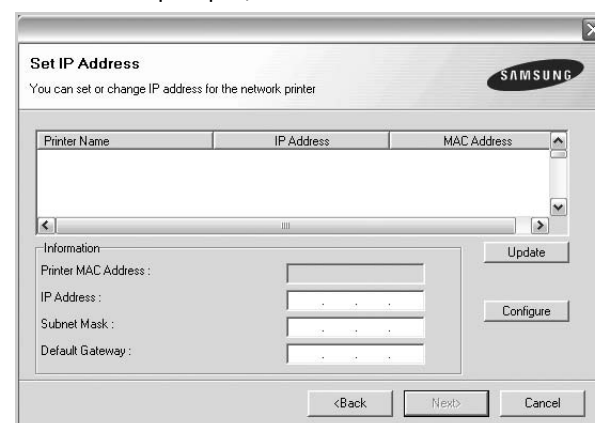 Set IP Address
You can set or change IP address for the network printer
SAMSUNG
Printer Name IP Address MAC Address
Information
Update
Printer MAC Address :
IP Address : . . .
Configure
Subnet Mask : . . .
Default Gateway : . . .
<Back Next> Cancel